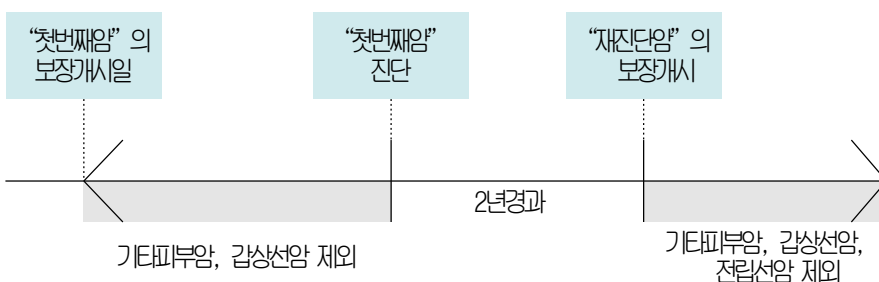 “첫번째암” 의
보장개시일
“첫번째암”
진단
“재진단암” 의
보장개시
2년경과
기타피부암, 갑상선암 제외
기타피부암, 갑상선암,
전립선암 제외